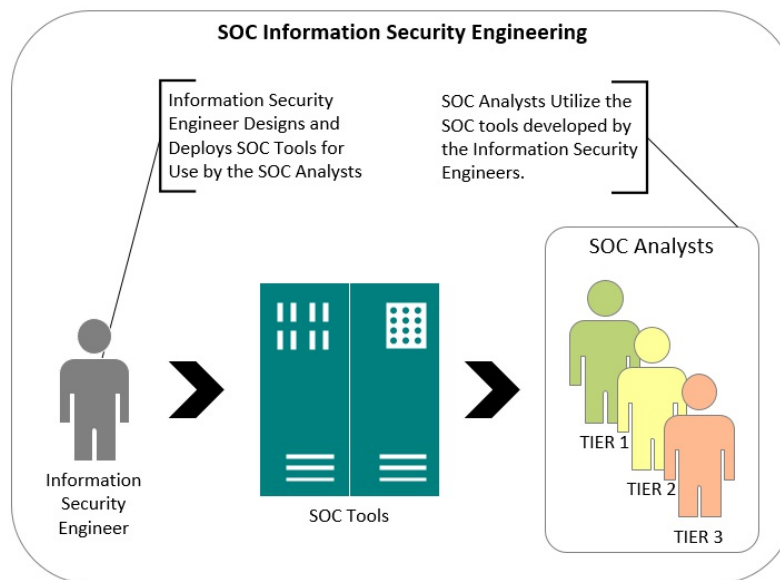 SOC Information Security Engineering
Information Security
Engineer Designs and
Deploys SOC Tools for
Use by the SOC Analysts
SOC Analysts Utilize the
SOC tools developed by
the Information Security
Engineers.
SOC Analysts
TIER 1
TIER 2
TIER 3
Information
Security
Engineer
SOC Tools